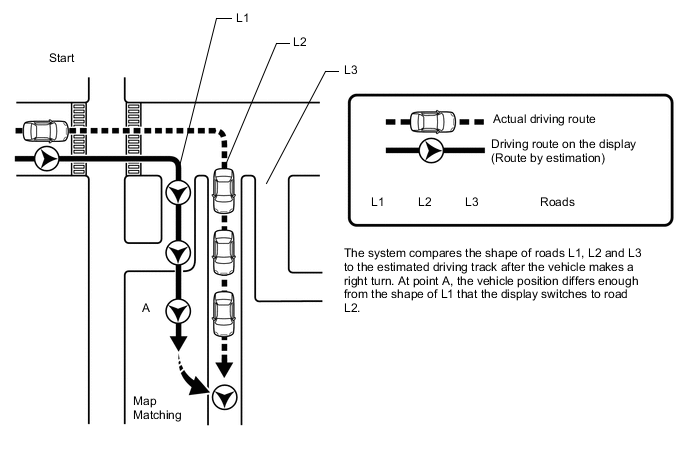 L1
L2
Start
L3
Actual driving route
Driving route on the display
(Route by estimation)
L1 L2 L3 Roads
The system compares the shape of roads L1, L2 and L3
to the estimated driving track after the vehicle makes a
right turn. At point A, the vehicle position differs enough
from the shape of L1 that the display switches to road
L2.
A
Map
Matching